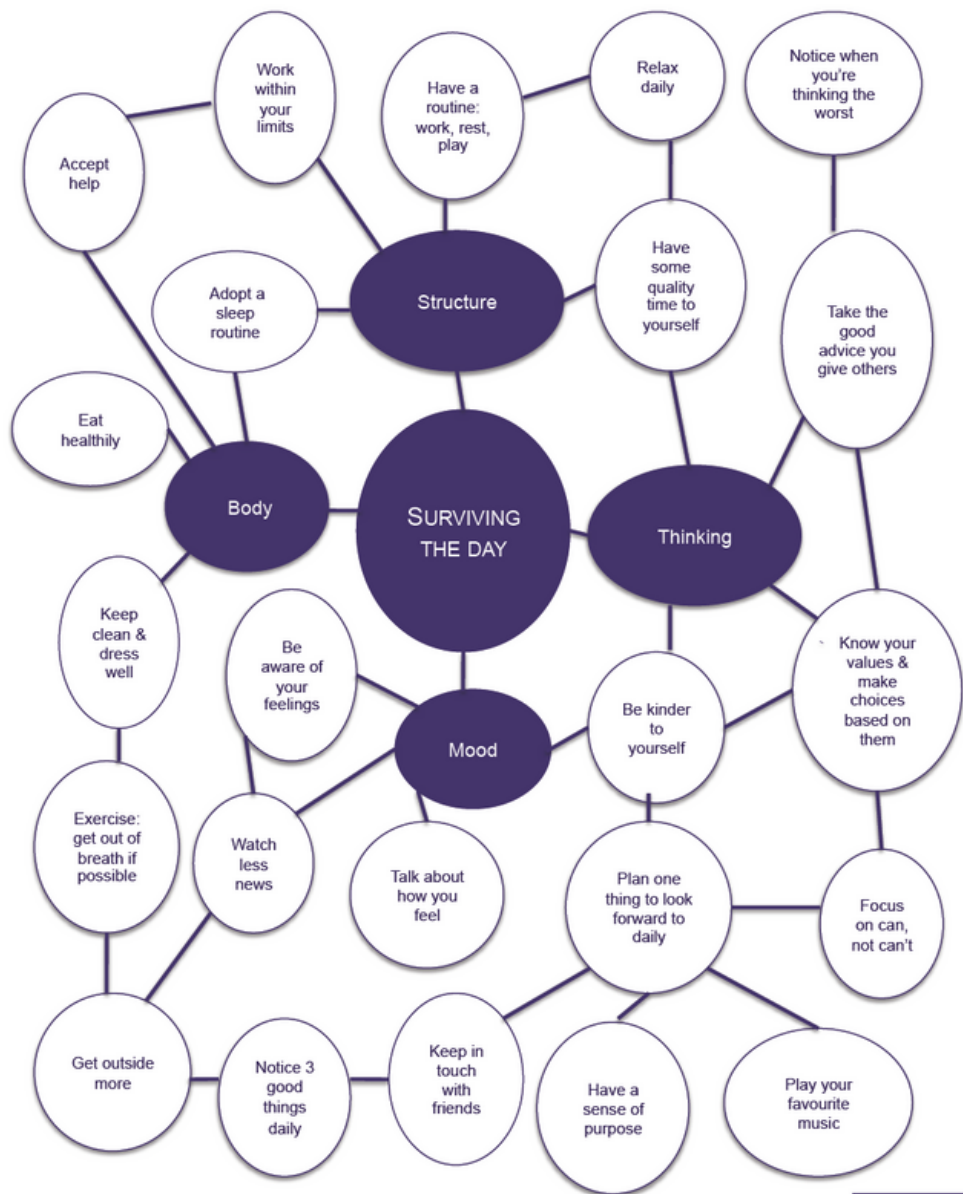 Work
within
your
limits
Have a
routine:
work, rest,
play
Relax
daily
Notice when
you're
thinking the
worst
Accept
help
Adopt a
sleep
routine
Structure
Have
some
quality
time to
yourself
Take the
good
advice you
give others
Eat
healthily
Body
SURVIVING
THE DAY
Thinking
Keep
clean &
dress
well
Be
aware of
your
feelings
Mood
Be kinder
to
yourself
Know your
values &
make
choices
based on
them
Exercise:
get out of
breath if
possible
Watch
less
news
Talk about
how you
feel
Plan one
thing to look
forward to
daily
Focus
on can,
not can't
Get outside
more
Notice 3
good
things
daily
Keep in
touch
with
friends
Have a
sense of
purpose
Play your
favourite
music